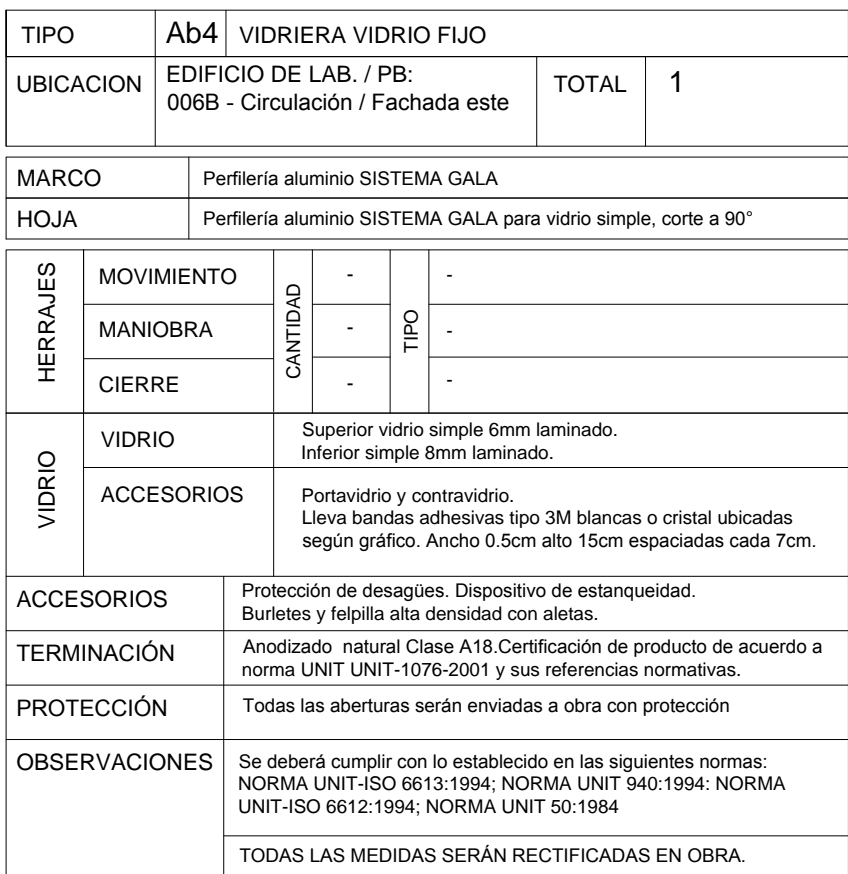 TIPO Ab4 VIDRIERA VIDRIO FIJO
UBICACION EDIFICIO DE LAB. / PB: TOTAL 1
006B - Circulación / Fachada este
MARCO Perfilería aluminio SISTEMA GALA
HOJA Perfilería aluminio SISTEMA GALA para vidrio simple, corte a 90°
HERRAJES
MOVIMIENTO - -
CANTIDAD
TIPO
MANIOBRA - -
CIERRE - -
VIDRIO
VIDRIO Superior vidrio simple 6mm laminado.
Inferior simple 8mm laminado.
ACCESORIOS Portavidrio y contravidrio.
Lleva bandas adhesivas tipo 3M blancas o cristal ubicadas
según gráfico. Ancho 0.5cm alto 15cm espaciadas cada 7cm.
ACCESORIOS Protección de desagües. Dispositivo de estanqueidad.
Burletes y felpilla alta densidad con aletas.
TERMINACIÓN Anodizado natural Clase A18.Certificación de producto de acuerdo a
norma UNIT UNIT-1076-2001 y sus referencias normativas.
PROTECCIÓN Todas las aberturas serán enviadas a obra con protección
OBSERVACIONES Se deberá cumplir con lo establecido en las siguientes normas:
NORMA UNIT-ISO 6613:1994; NORMA UNIT 940:1994: NORMA
UNIT-ISO 6612:1994; NORMA UNIT 50:1984
TODAS LAS MEDIDAS SERÁN RECTIFICADAS EN OBRA.